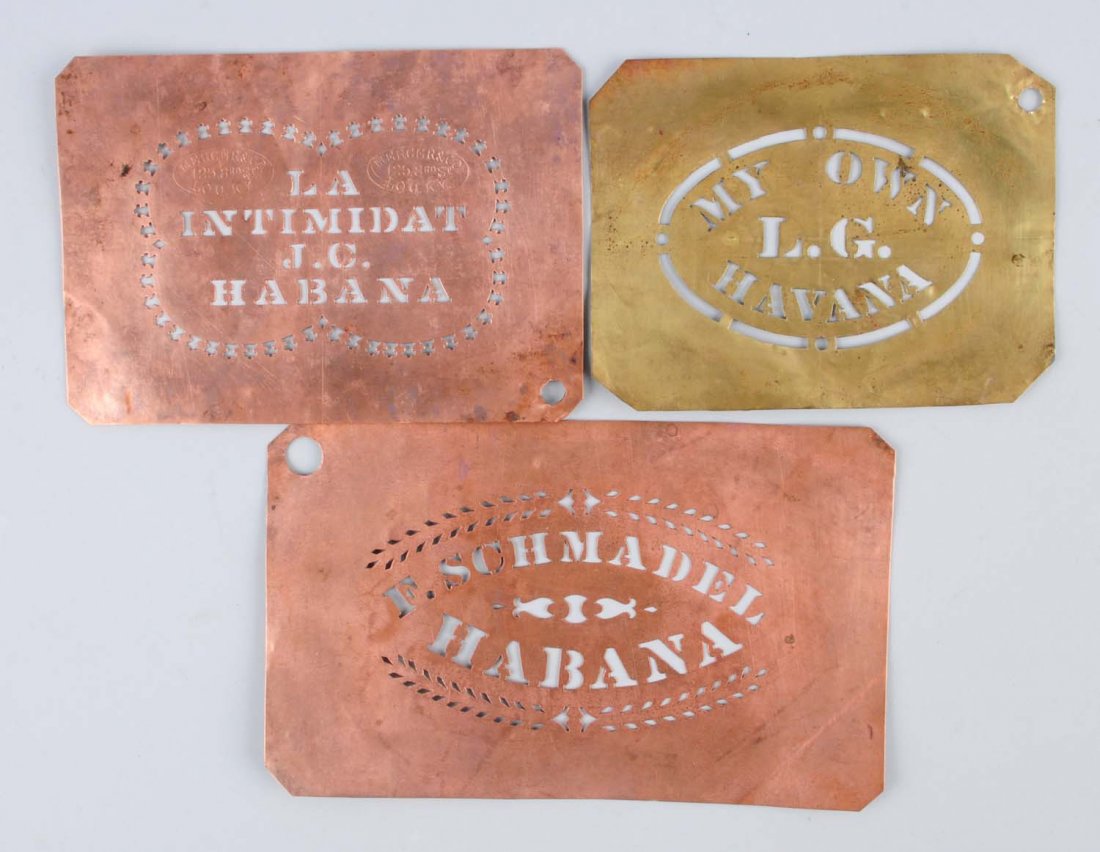 LA
INTIMIDAT
J.C.
HABANA
MY OWN
L.G.
HAVANA
F. SCHMADEL
HABANA